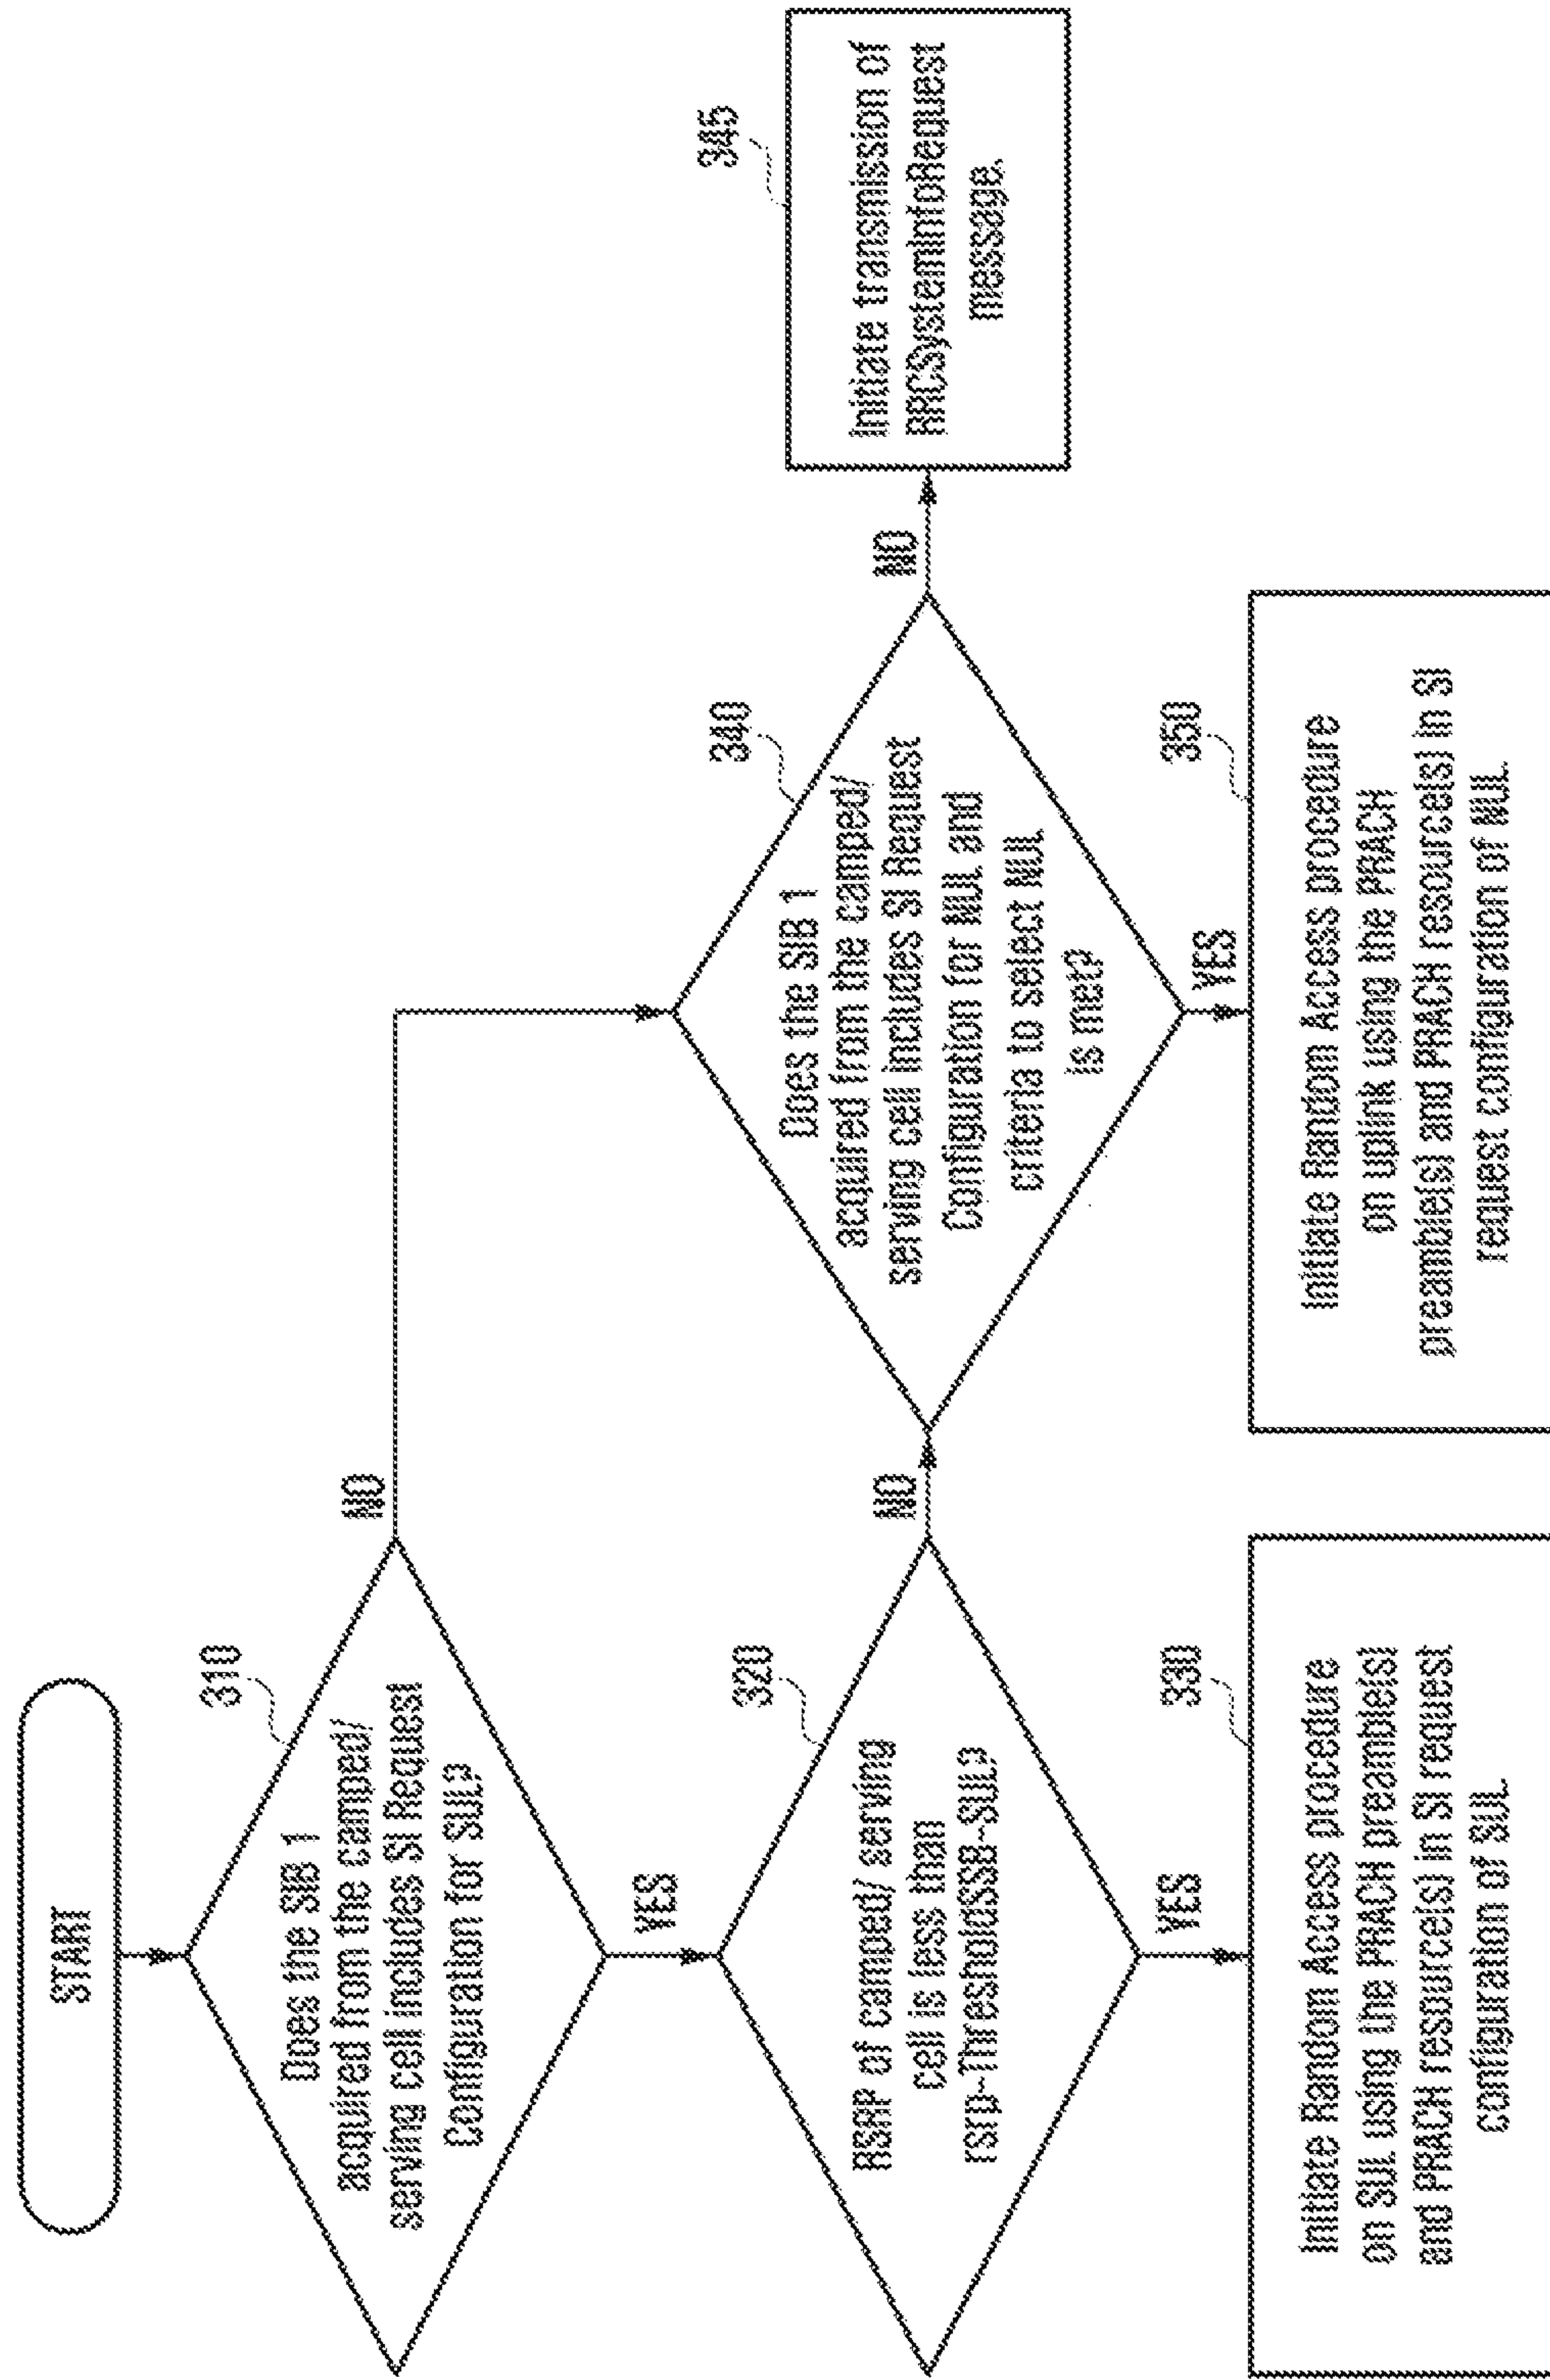 START
310
Does the SIB 1
acquired from the camped/
serving cell includes SI Request
Configuration for SUL?
NO
YES
320
RSRP of camped/ serving
cell is less than
rsrp-ThresholdSSB-SUL?
NO
YES
330
Initiate Random Access procedure
on SUL using the PRACH preamble(s)
and PRACH resource(s) in SI request
configuration of SUL.
340
Does the SIB 1
acquired from the camped/
serving cell includes SI Request
Configuration for NUL and
criteria to select NUL
is met?
NO
YES
345
Initiate transmission of
RRCSystemInfoRequest
message.
350
Initiate Random Access procedure
on uplink using the PRACH
preamble(s) and PRACH resource(s) in SI
request configuration of NUL.